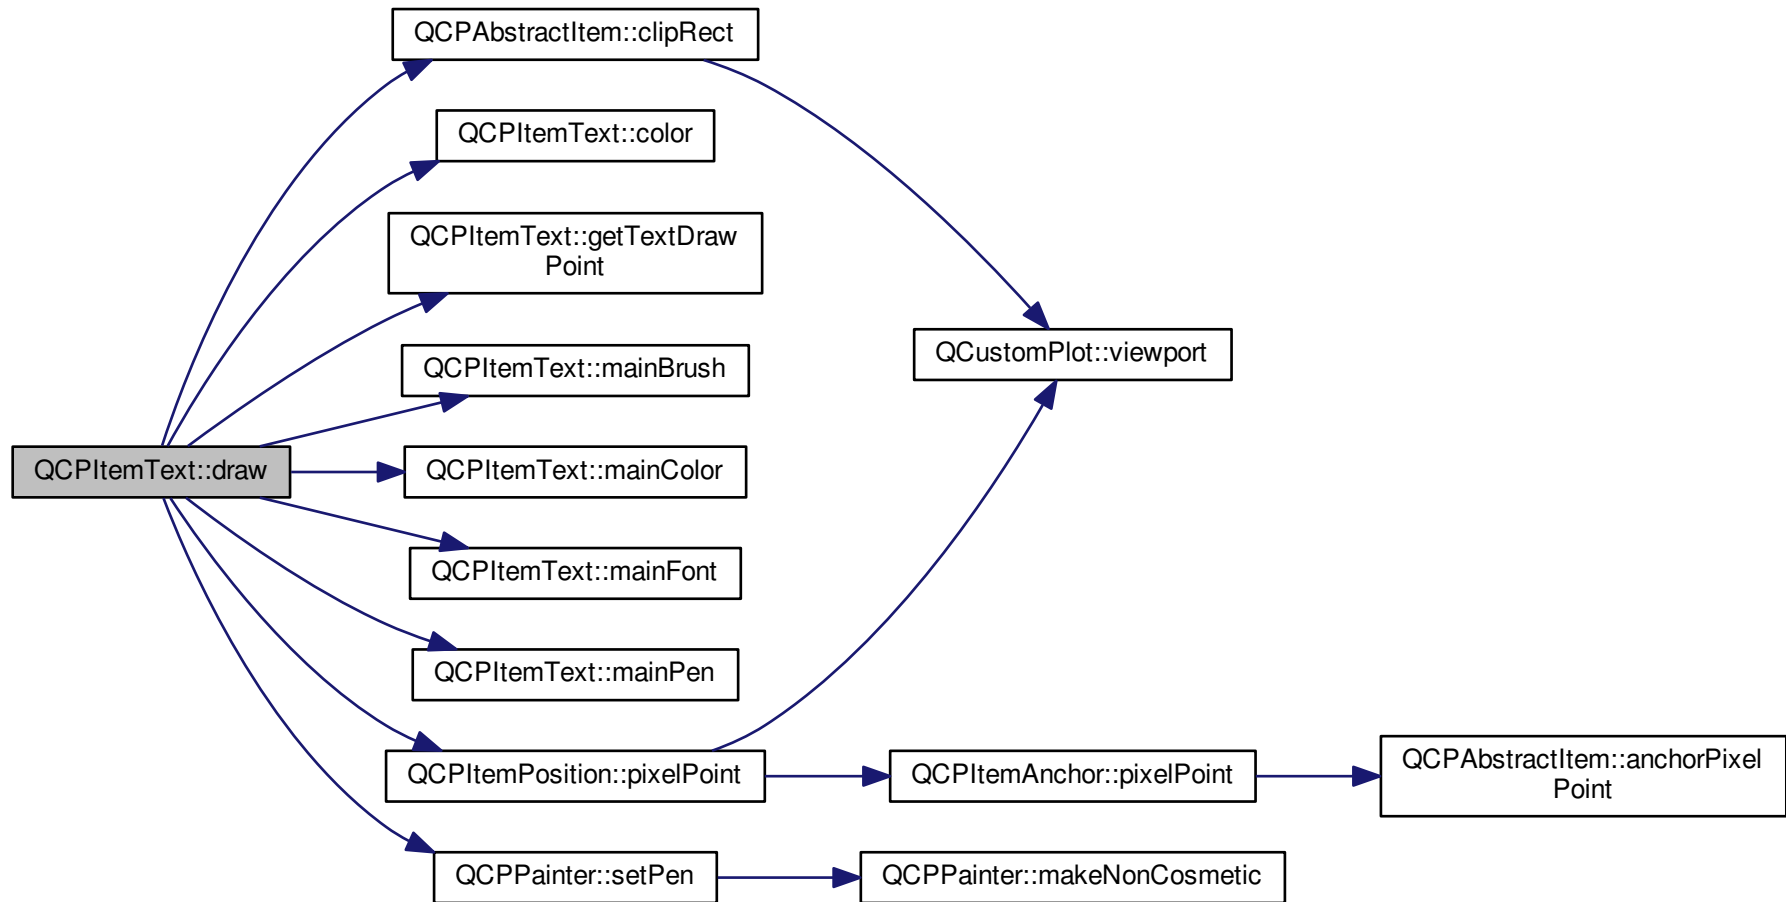 QCPAbstractItem::clipRect
QCPItemText::color
QCPItemText::getTextDraw
Point
QCustomPlot::viewport
QCPItemText::mainBrush
QCPItemText::draw
QCPItemText::mainColor
QCPItemText::mainFont
QCPItemText::mainPen
QCPItemPosition::pixelPoint
QCPItemAnchor::pixelPoint
QCPAbstractItem::anchorPixel
Point
QCPPainter::setPen
QCPPainter::makeNonCosmetic